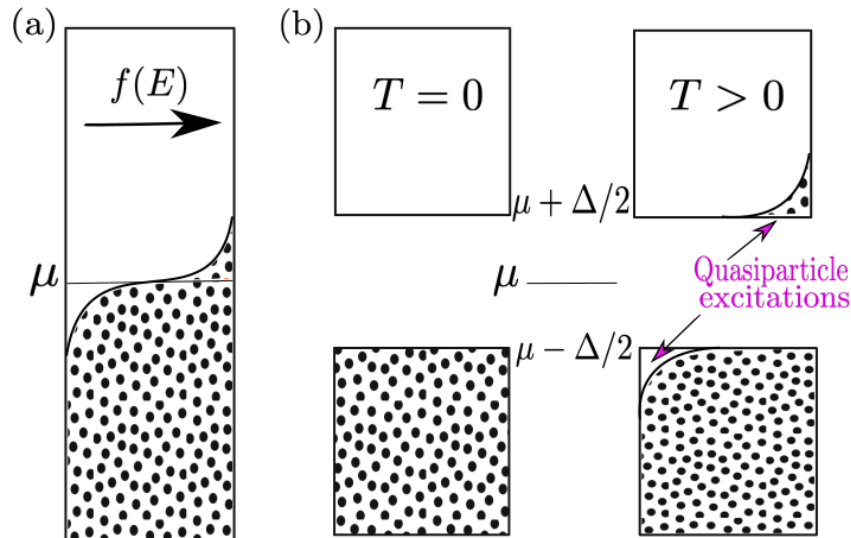 (a)
f(E)
μ
(b)
T = 0
T > 0
μ + Δ/2
μ
Quasiparticle
excitations
μ − Δ/2